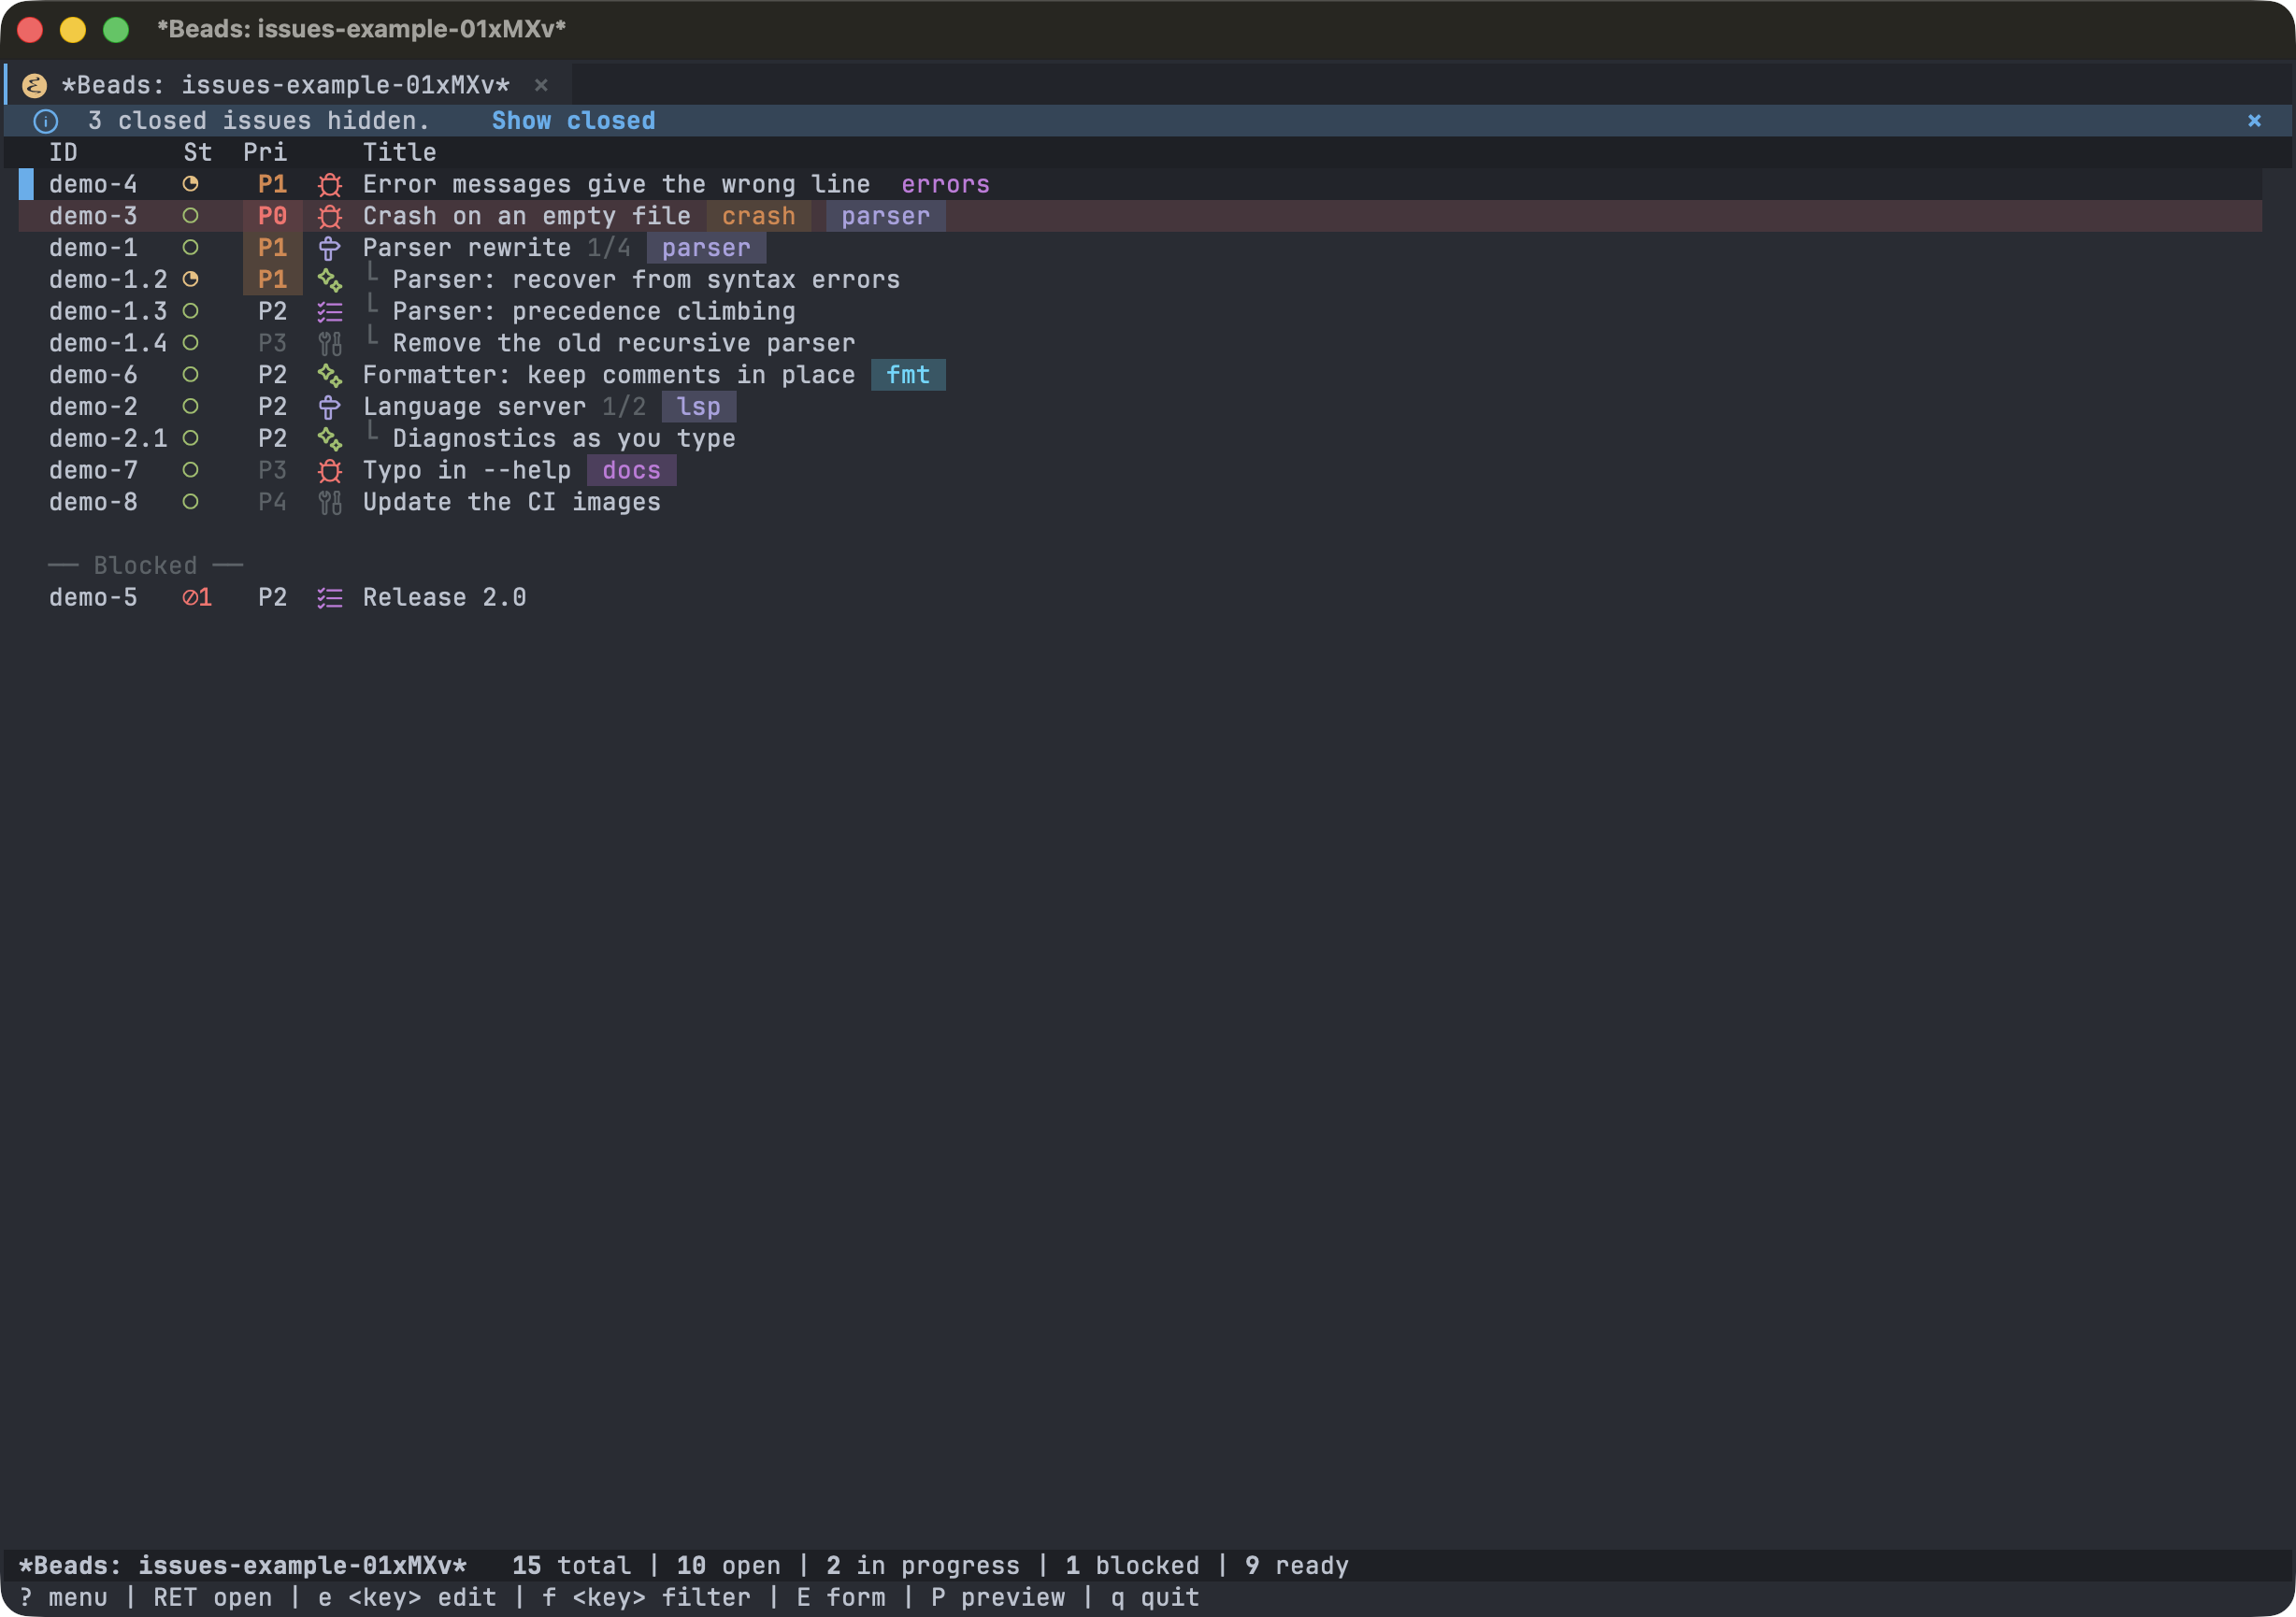 *Beads: issues-example-01xMXv*
*Beads: issues-example-01xMXv* ×
3 closed issues hidden. Show closed ×
ID St Pri Title
demo-4 P1 Error messages give the wrong line errors
demo-3 P0 Crash on an empty file crash parser
demo-1 P1 Parser rewrite 1/4 parser
demo-1.2 P1 └ Parser: recover from syntax errors
demo-1.3 P2 └ Parser: precedence climbing
demo-1.4 P3 └ Remove the old recursive parser
demo-6 P2 Formatter: keep comments in place fmt
demo-2 P2 Language server 1/2 lsp
demo-2.1 P2 └ Diagnostics as you type
demo-7 P3 Typo in --help docs
demo-8 P4 Update the CI images
── Blocked ──
demo-5 ⊘1 P2 Release 2.0
*Beads: issues-example-01xMXv* 15 total | 10 open | 2 in progress | 1 blocked | 9 ready
? menu | RET open | e <key> edit | f <key> filter | E form | P preview | q quit